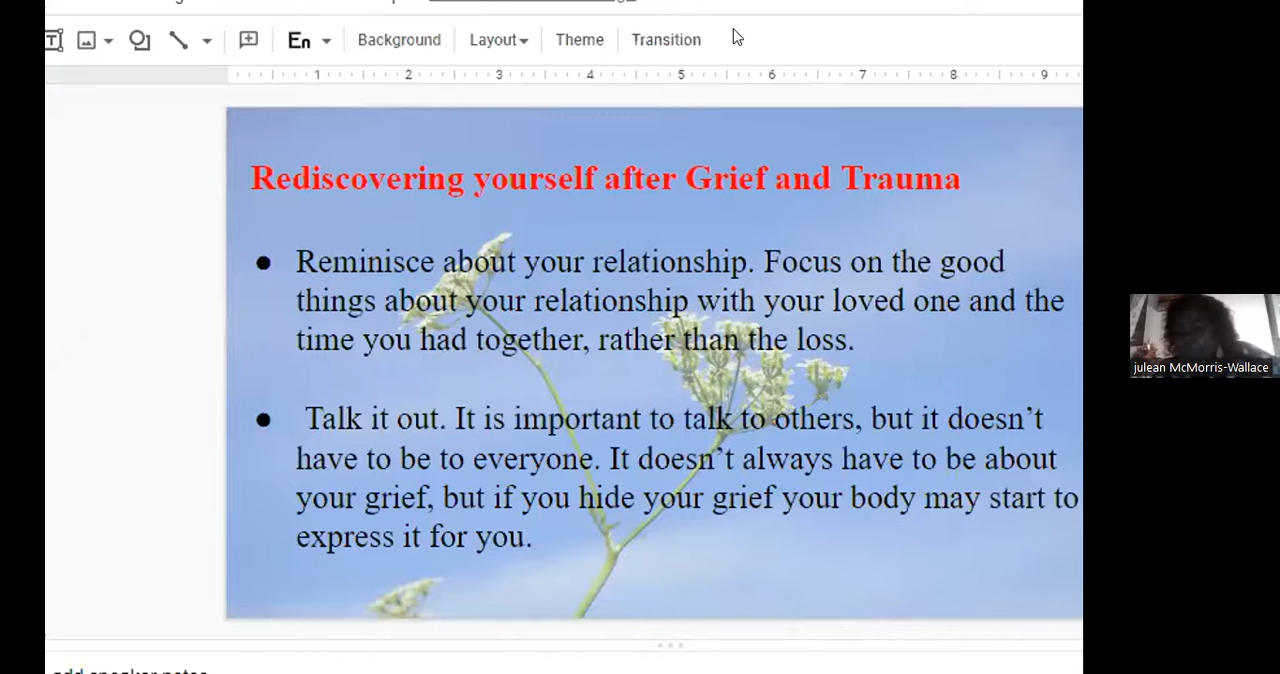 En
Background
Layout
Theme
Transition
1 2 3 4 5 6 7 8 9
Rediscovering yourself after Grief and Trauma
● Reminisce about your relationship. Focus on the good
things about your relationship with your loved one and the
time you had together, rather than the loss.
● Talk it out. It is important to talk to others, but it doesn’t
have to be to everyone. It doesn’t always have to be about
your grief, but if you hide your grief your body may start to
express it for you.
julean McMorris-Wallace
add speaker notes